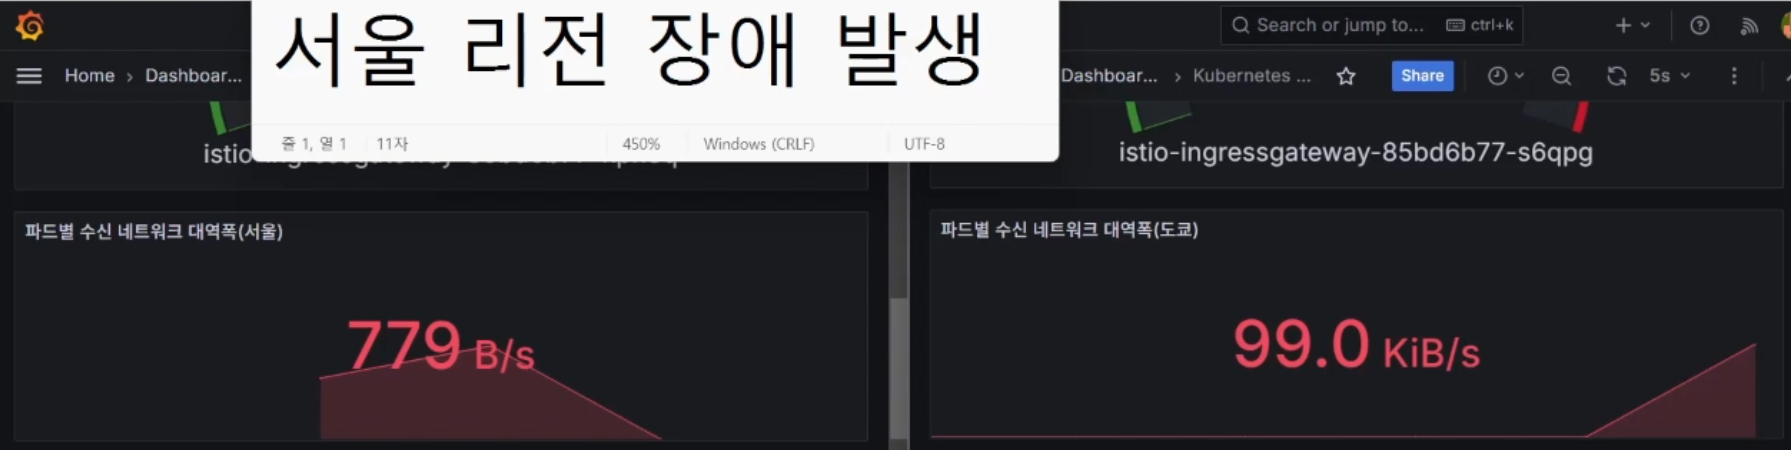 서울 리전 장애 발생
줄 1, 열 1 11자 450% Windows (CRLF) UTF-8
Search or jump to... ctrl+k
Home › Dashboar...
Dashboar... › Kubernetes ... Share 5s
istio-ingressgateway-85bd6b77-s6qpg
파드별 수신 네트워크 대역폭(서울)
779 B/s
파드별 수신 네트워크 대역폭(도쿄)
99.0 KiB/s